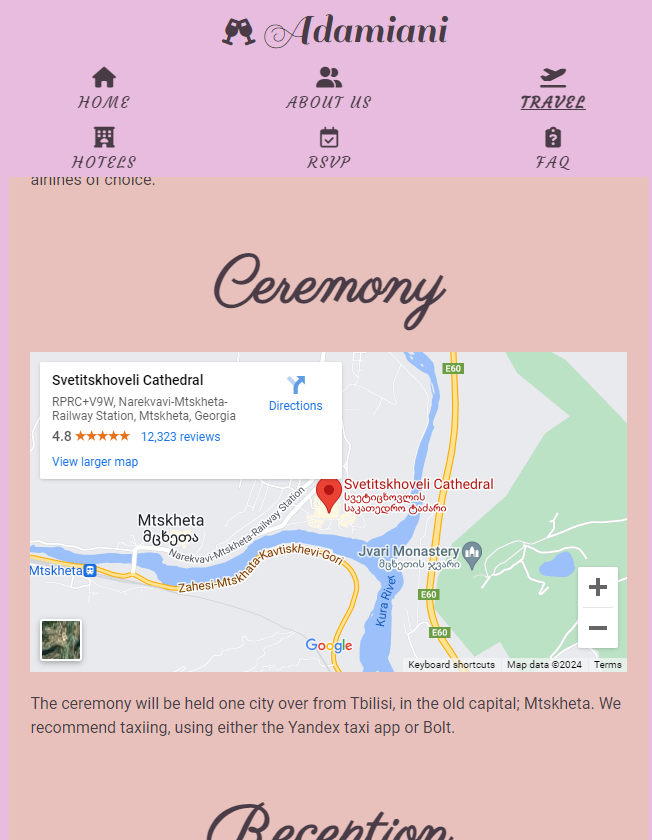 Adamiani
HOME
ABOUT US
TRAVEL
HOTELS
RSVP
FAQ
airlines of choice.
Ceremony
Svetitskhoveli Cathedral
RPRC+V9W, Narekvavi-Mtskheta-
Railway Station, Mtskheta, Georgia
4.8 ★★★★★ 12,323 reviews
View larger map
Directions
E60
Svetitskhoveli Cathedral
სვეტიცხოვლის
საკათედრო ტაძარი
Mtskheta
მცხეთა
Narekvavi-Mtskheta-Railway Station
Jvari Monastery
მცხეთის ჯვარი
Mtskheta
Zahesi-Mtskhata-Kavtiskhevi-Gori
Kura River
E60
E60
Google
Keyboard shortcuts
Map data ©2024
Terms
The ceremony will be held one city over from Tbilisi, in the old capital; Mtskheta. We
recommend taxiing, using either the Yandex taxi app or Bolt.
Reception